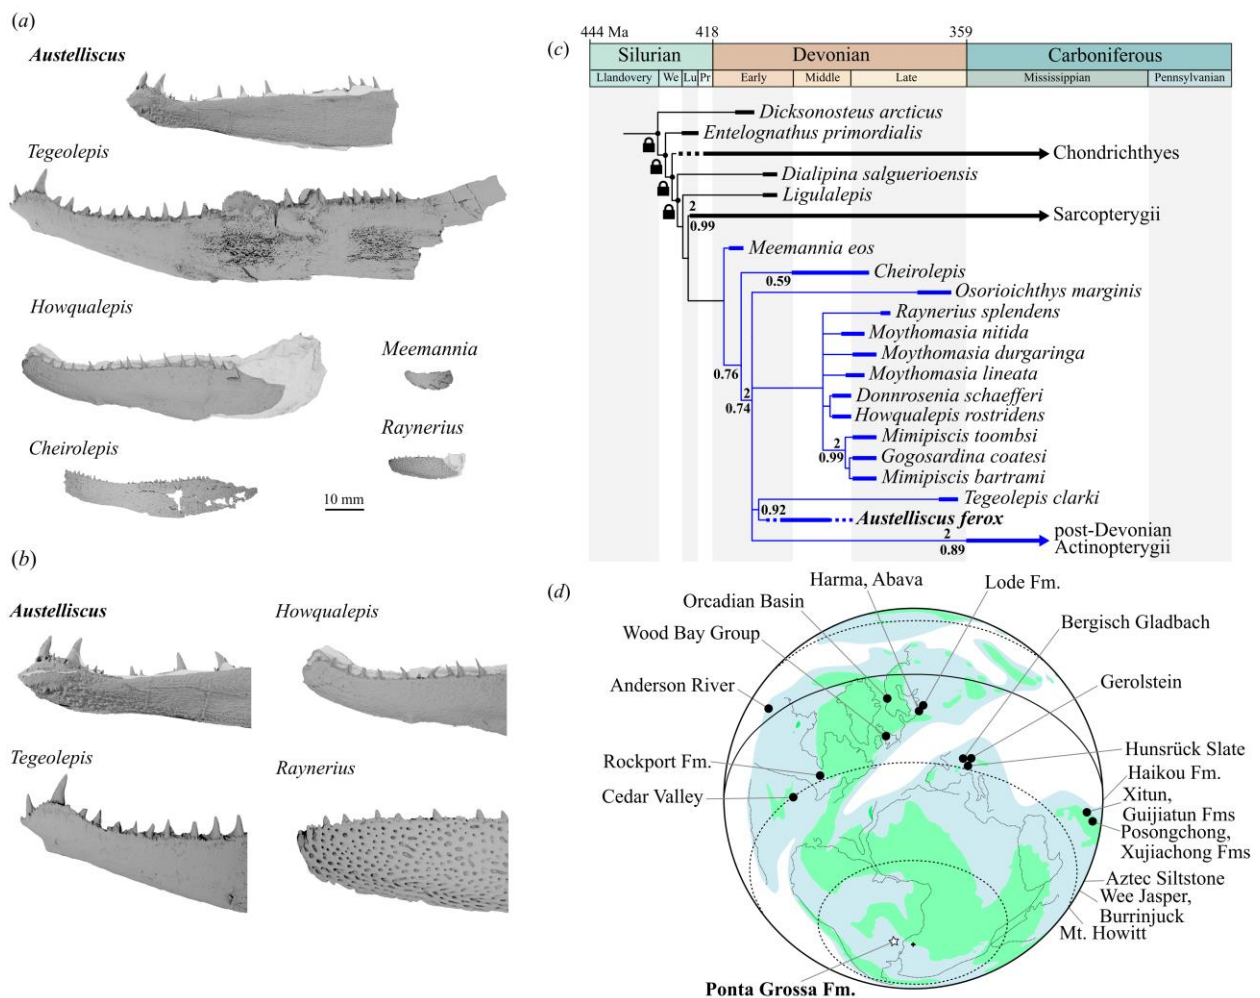 (a)
Austelliscus
Tegeolepis
Howqualepis
Meemannia
Cheirolepis
Raynerius
10 mm
(b)
Austelliscus
Howqualepis
Tegeolepis
Raynerius
(c)
444 Ma
418
359
Silurian
Devonian
Carboniferous
Llandovery
We
Lu
Pr
Early
Middle
Late
Mississippian
Pennsylvanian
Dicksonosteus arcticus
Entelognathus primordialis
Chondrichthyes
Dialipina salguerioensis
Ligulalepis
2
0.99
Sarcopterygii
Meemannia eos
0.59
Cheirolepis
Osorioichthys marginis
Raynerius splendens
Moythomasia nitida
Moythomasia durgaringa
0.76
Moythomasia lineata
2
0.74
Donnrosenia schaefferi
Howqualepis rostridens
2
0.99
Mimipiscis toombsi
Gogosardina coatesi
Mimipiscis bartrami
Tegeolepis clarki
0.92
Austelliscus ferox
2
0.89
post-Devonian
Actinopterygii
(d)
Harma, Abava
Lode Fm.
Orcadian Basin
Bergisch Gladbach
Wood Bay Group
Anderson River
Gerolstein
Rockport Fm.
Hunsrück Slate
Cedar Valley
Haikou Fm.
Xitun,
Guijiatun Fms
Posongchong,
Xujiachong Fms
Aztec Siltstone
Wee Jasper,
Burrinjuck
Mt. Howitt
Ponta Grossa Fm.